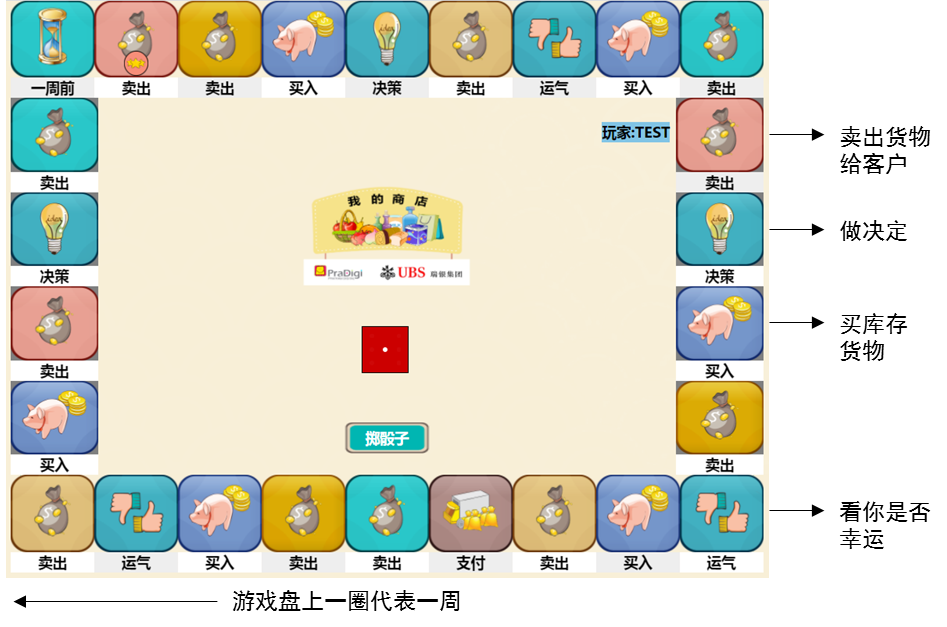 一周前 卖出 卖出 买入 决策 卖出 运气 买入 卖出
玩家:TEST
卖出 卖出
卖出货物
给客户
我的商店
PraDigi UBS 瑞银集团
idea idea
决策 决策
做决定
卖出 买入
买库存
货物
掷骰子
买入 卖出
卖出 运气 买入 卖出 卖出 支付 卖出 买入 运气
看你是否
幸运
游戏盘上一圈代表一周